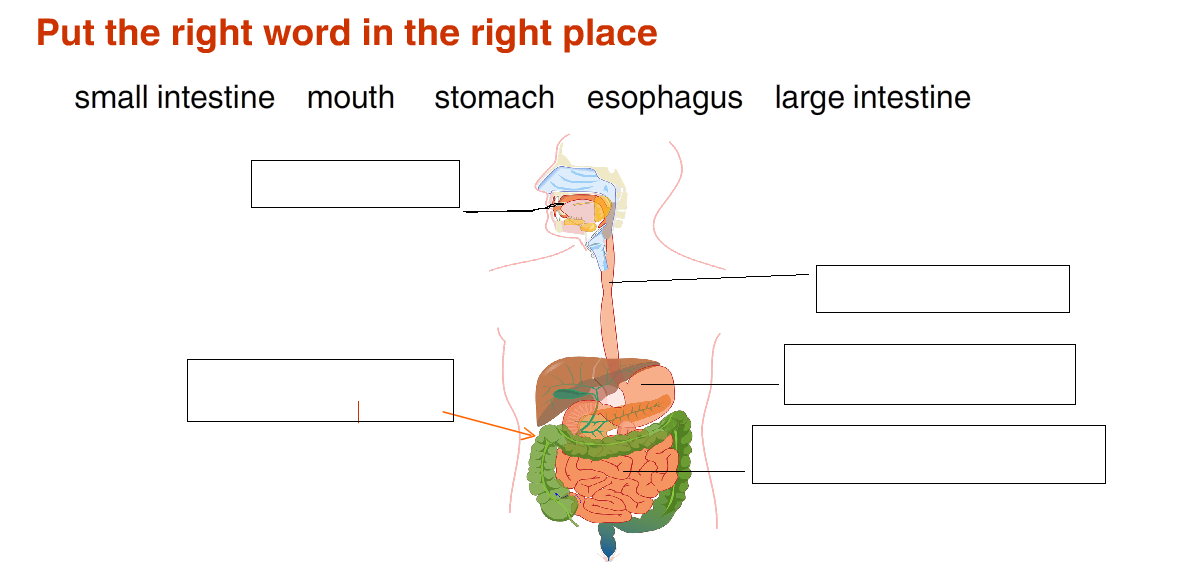 Put the right word in the right place
small intestine mouth stomach esophagus large intestine